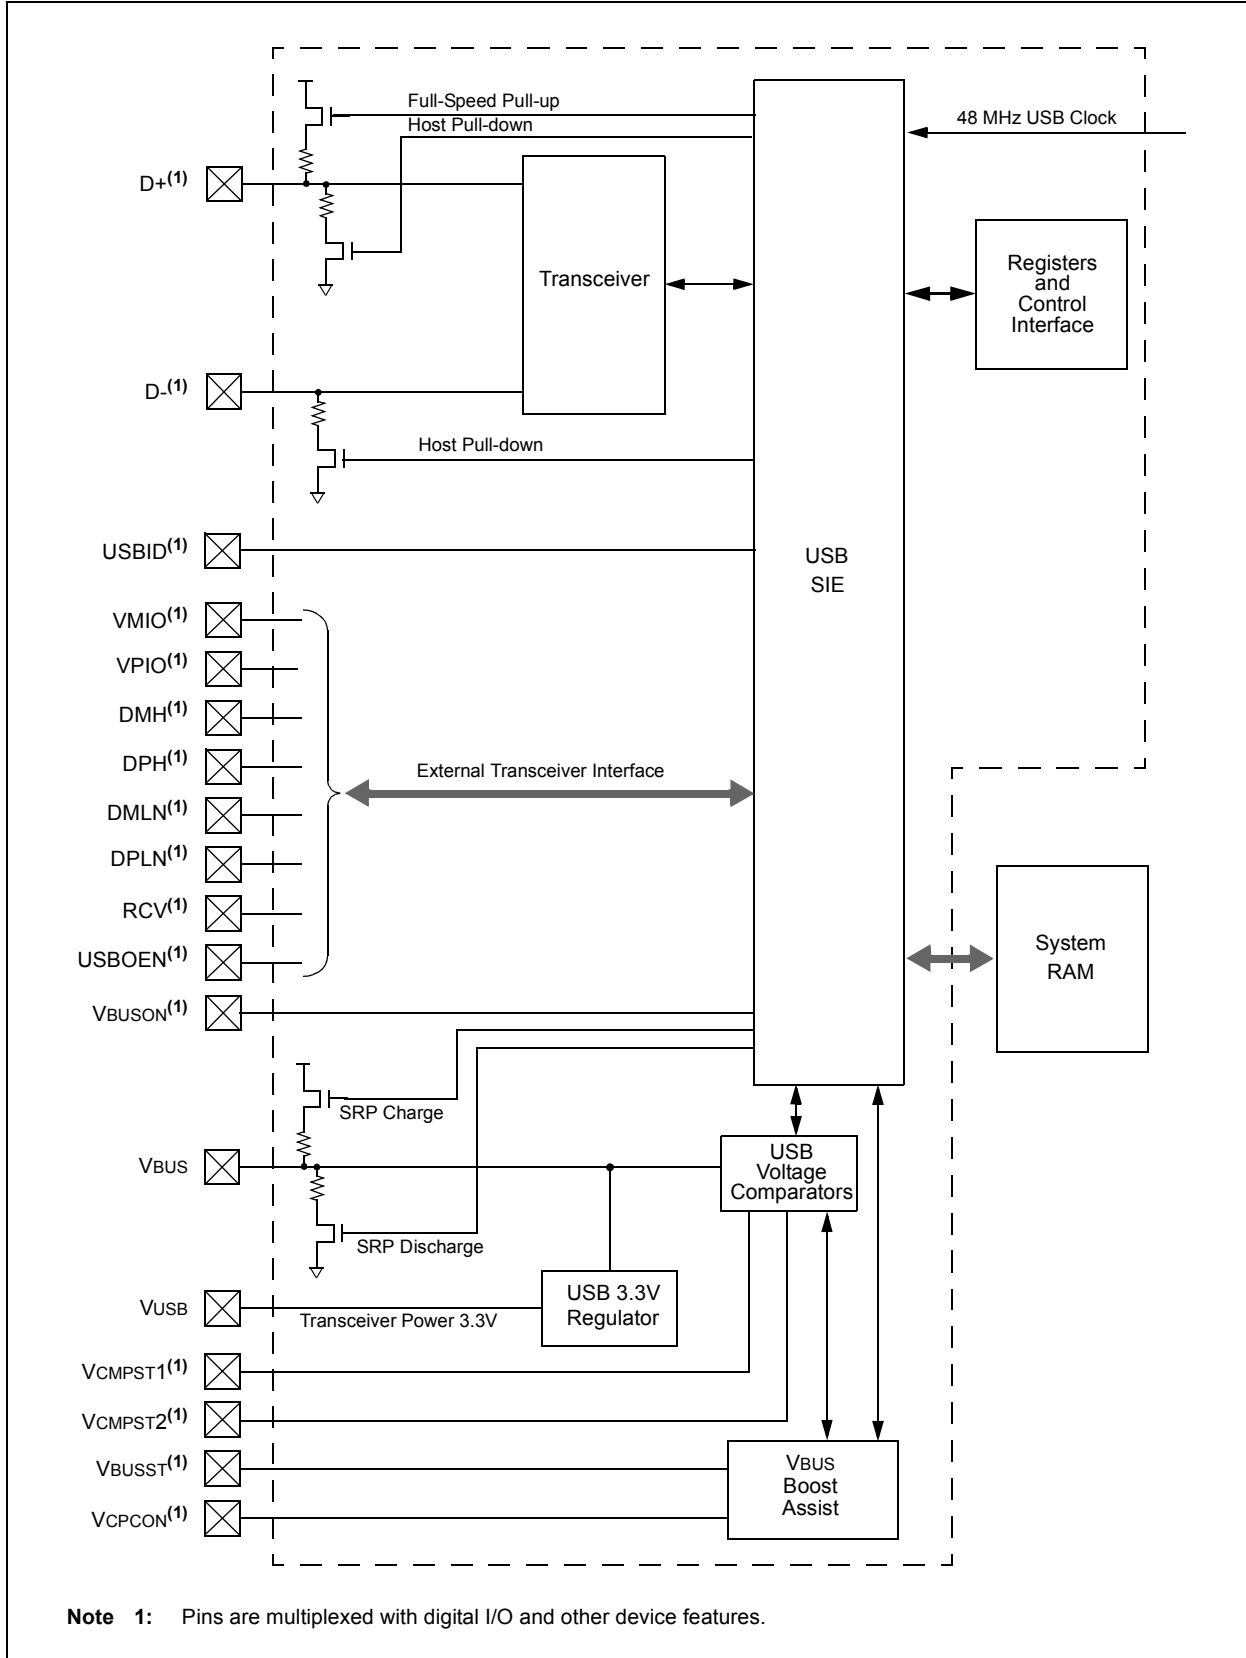 Full-Speed Pull-up
Host Pull-down
48 MHz USB Clock
D+(1)
Transceiver
Registers
and
Control
Interface
D-(1)
Host Pull-down
USBID(1)
USB
SIE
VMIO(1)
VPIO(1)
DMH(1)
DPH(1)
External Transceiver Interface
DMLN(1)
DPLN(1)
RCV(1)
USBOEN(1)
System
RAM
VBUSON(1)
SRP Charge
VBUS
USB
Voltage
Comparators
SRP Discharge
VUSB
Transceiver Power 3.3V
USB 3.3V
Regulator
VCMPST1(1)
VCMPST2(1)
VBUSST(1)
VBUS
Boost
Assist
VCPCON(1)
Note 1: Pins are multiplexed with digital I/O and other device features.